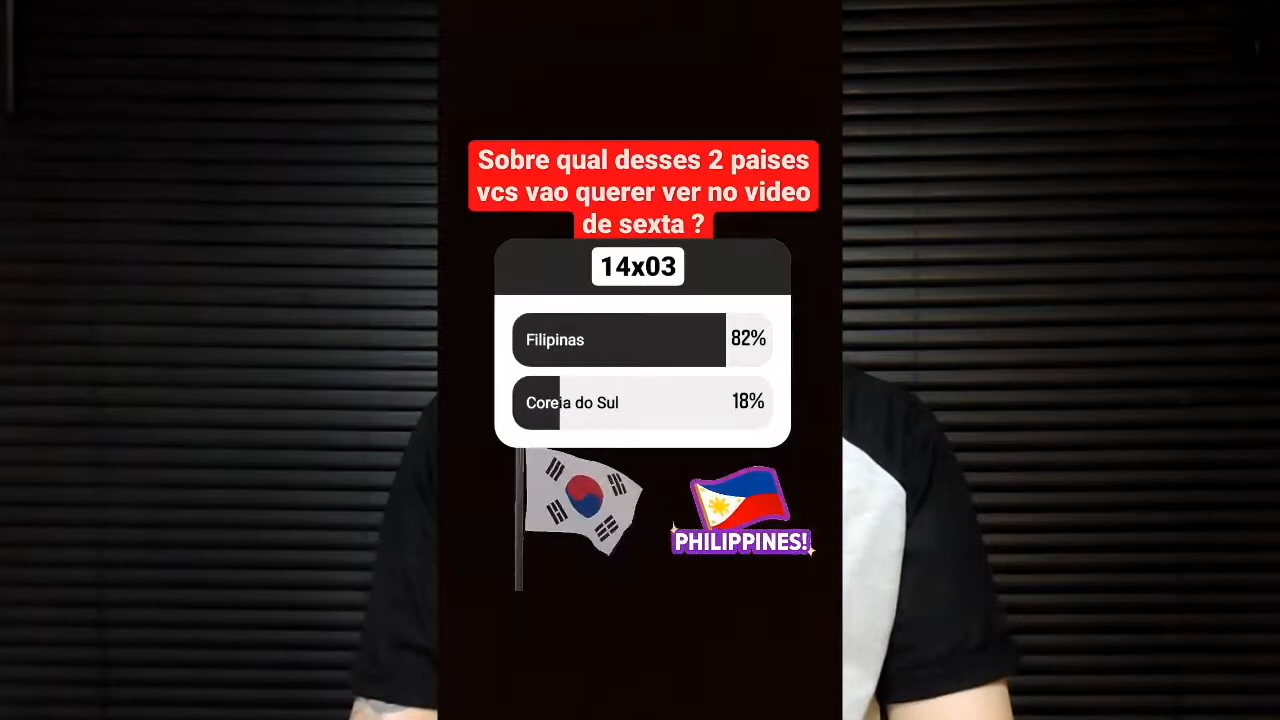 Sobre qual desses 2 paises
vcs vao querer ver no video
de sexta ?
14x03
Filipinas 82%
Coreia do Sul 18%
PHILIPPINES!